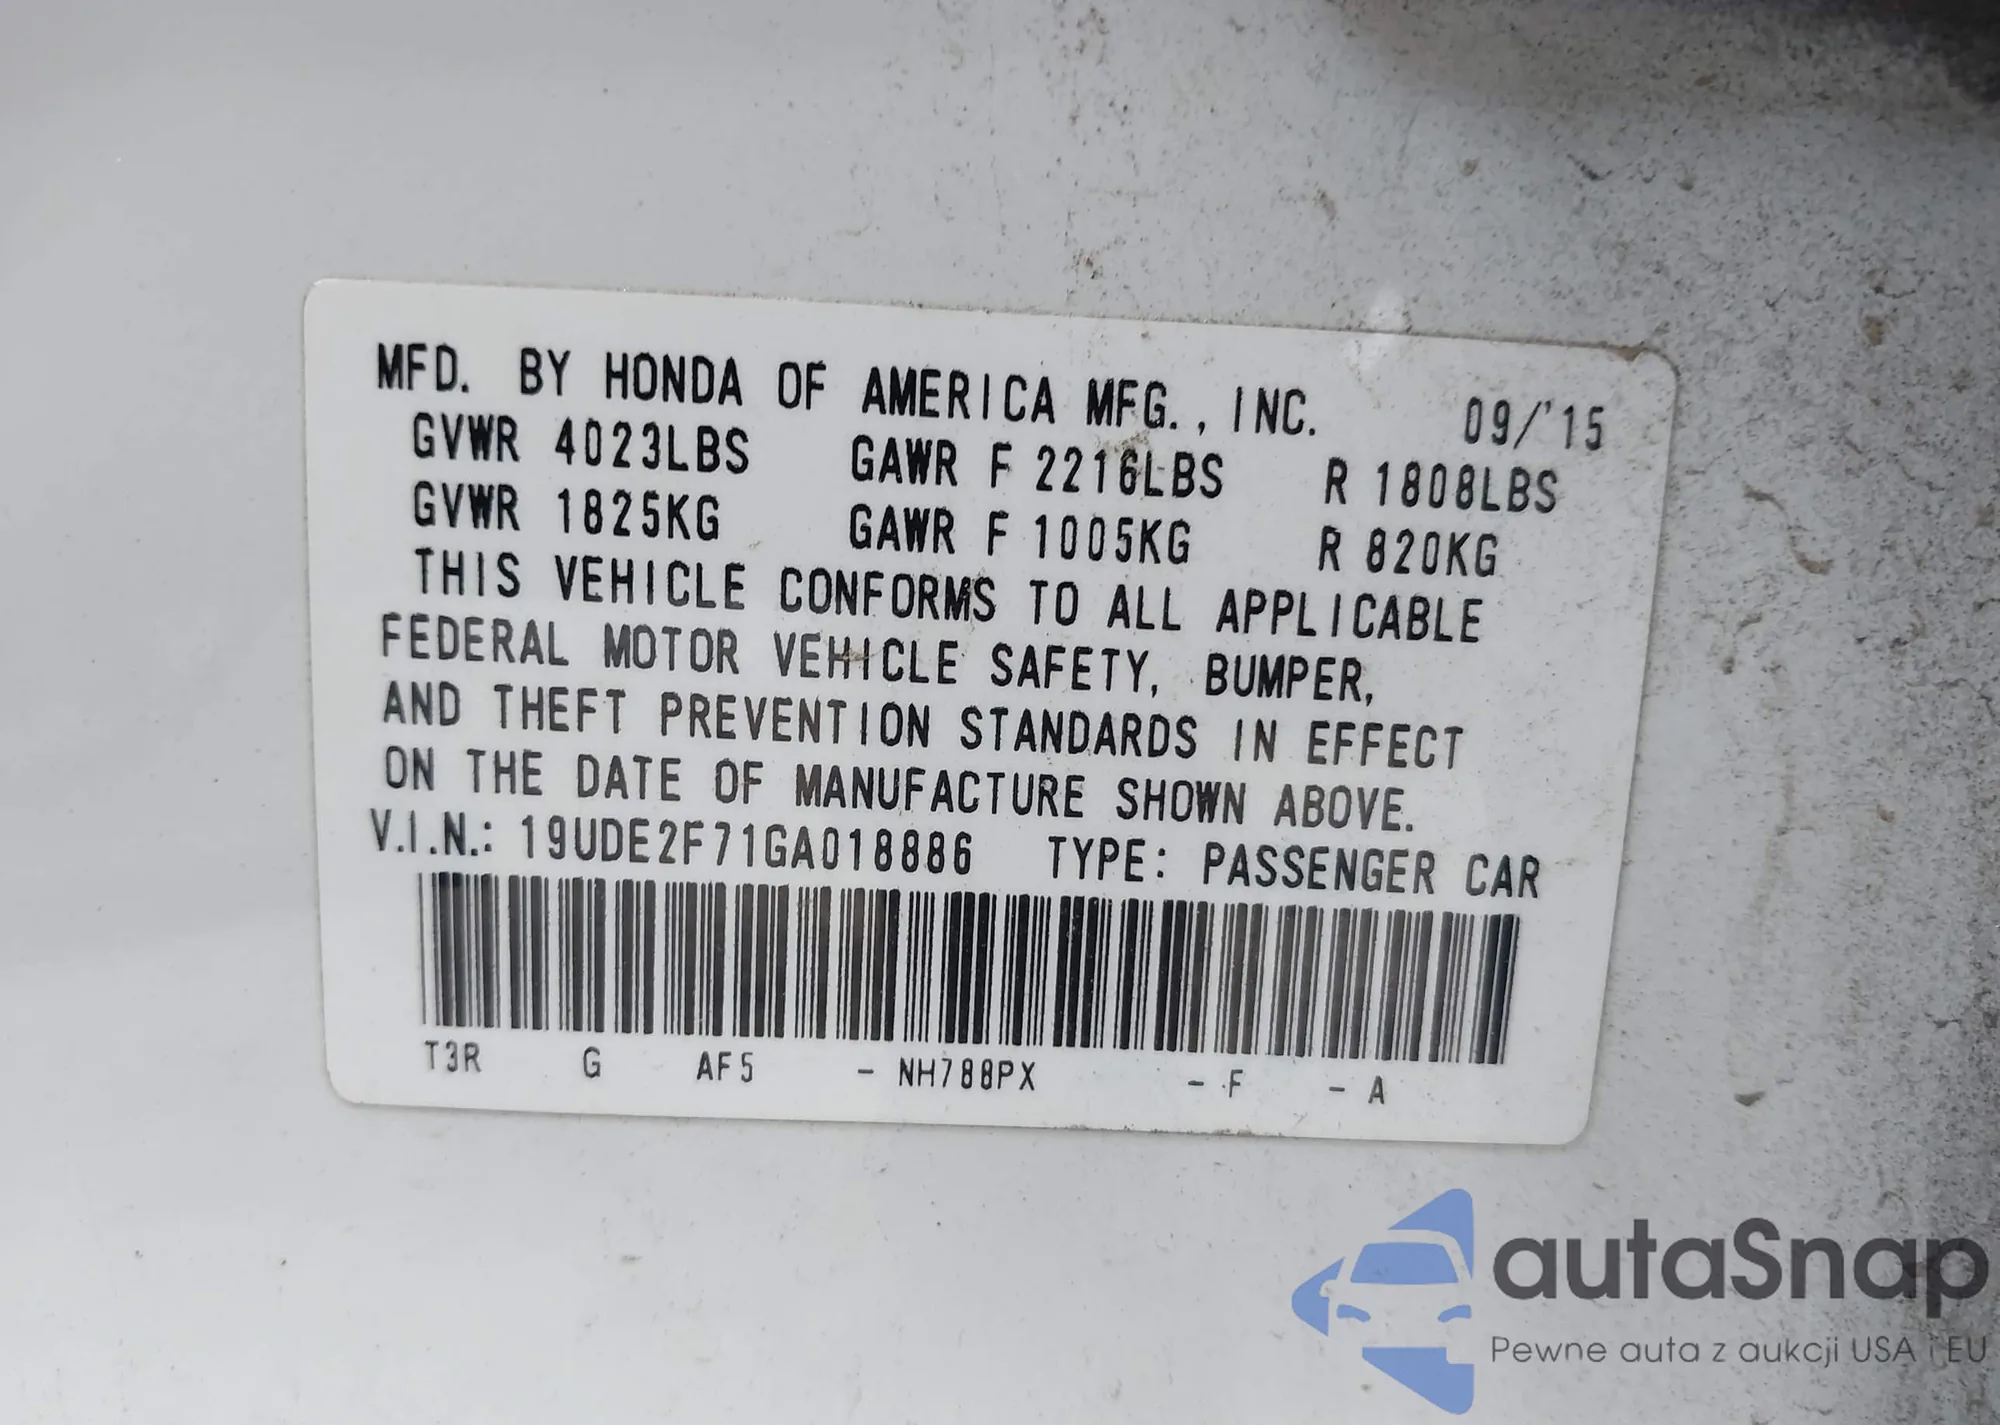 MFD. BY HONDA OF AMERICA MFG., INC. 09/'15
GVWR 4023LBS GAWR F 2216LBS R 1808LBS
GVWR 1825KG GAWR F 1005KG R 820KG
THIS VEHICLE CONFORMS TO ALL APPLICABLE
FEDERAL MOTOR VEHICLE SAFETY, BUMPER,
AND THEFT PREVENTION STANDARDS IN EFFECT
ON THE DATE OF MANUFACTURE SHOWN ABOVE.
V.I.N.: 19UDE2F71GA018886 TYPE: PASSENGER CAR
T3R G AF5 - NH788PX - F - A
autaSnap
Pewne auta z aukcji USA i EU